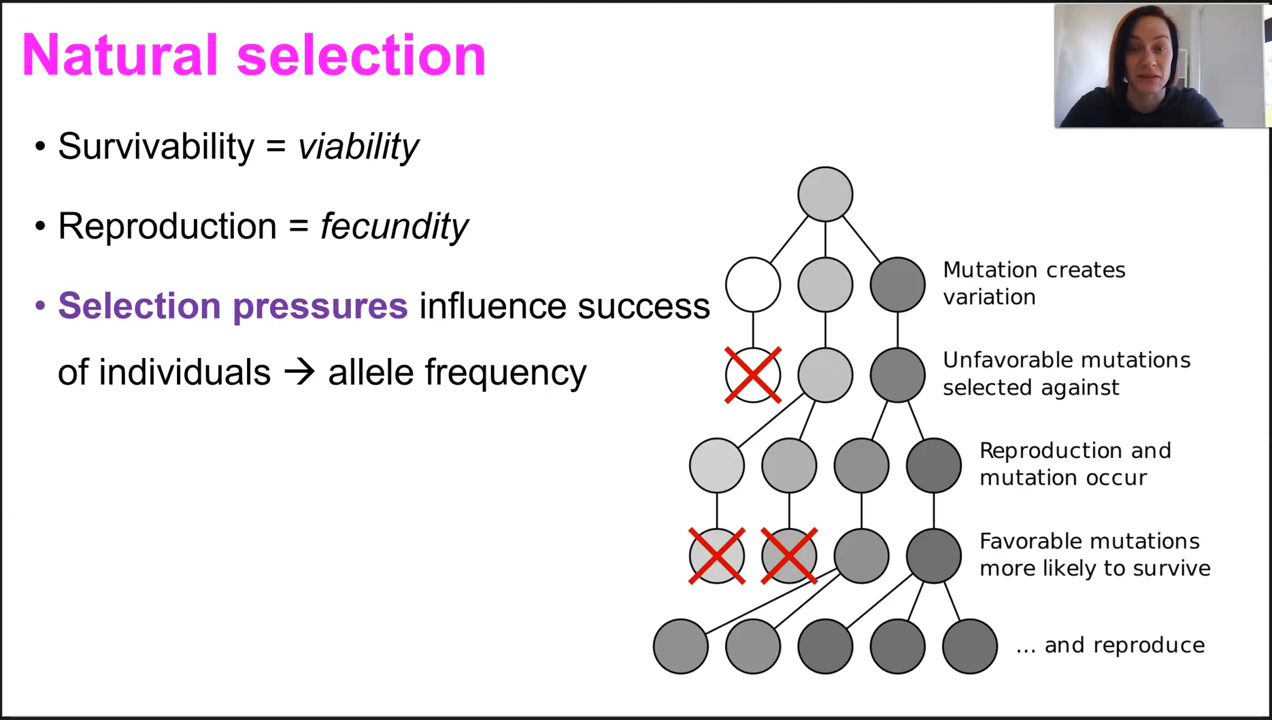 Natural selection
• Survivability = viability
• Reproduction = fecundity
• Selection pressures influence success
of individuals → allele frequency
Mutation creates
variation
Unfavorable mutations
selected against
Reproduction and
mutation occur
Favorable mutations
more likely to survive
... and reproduce